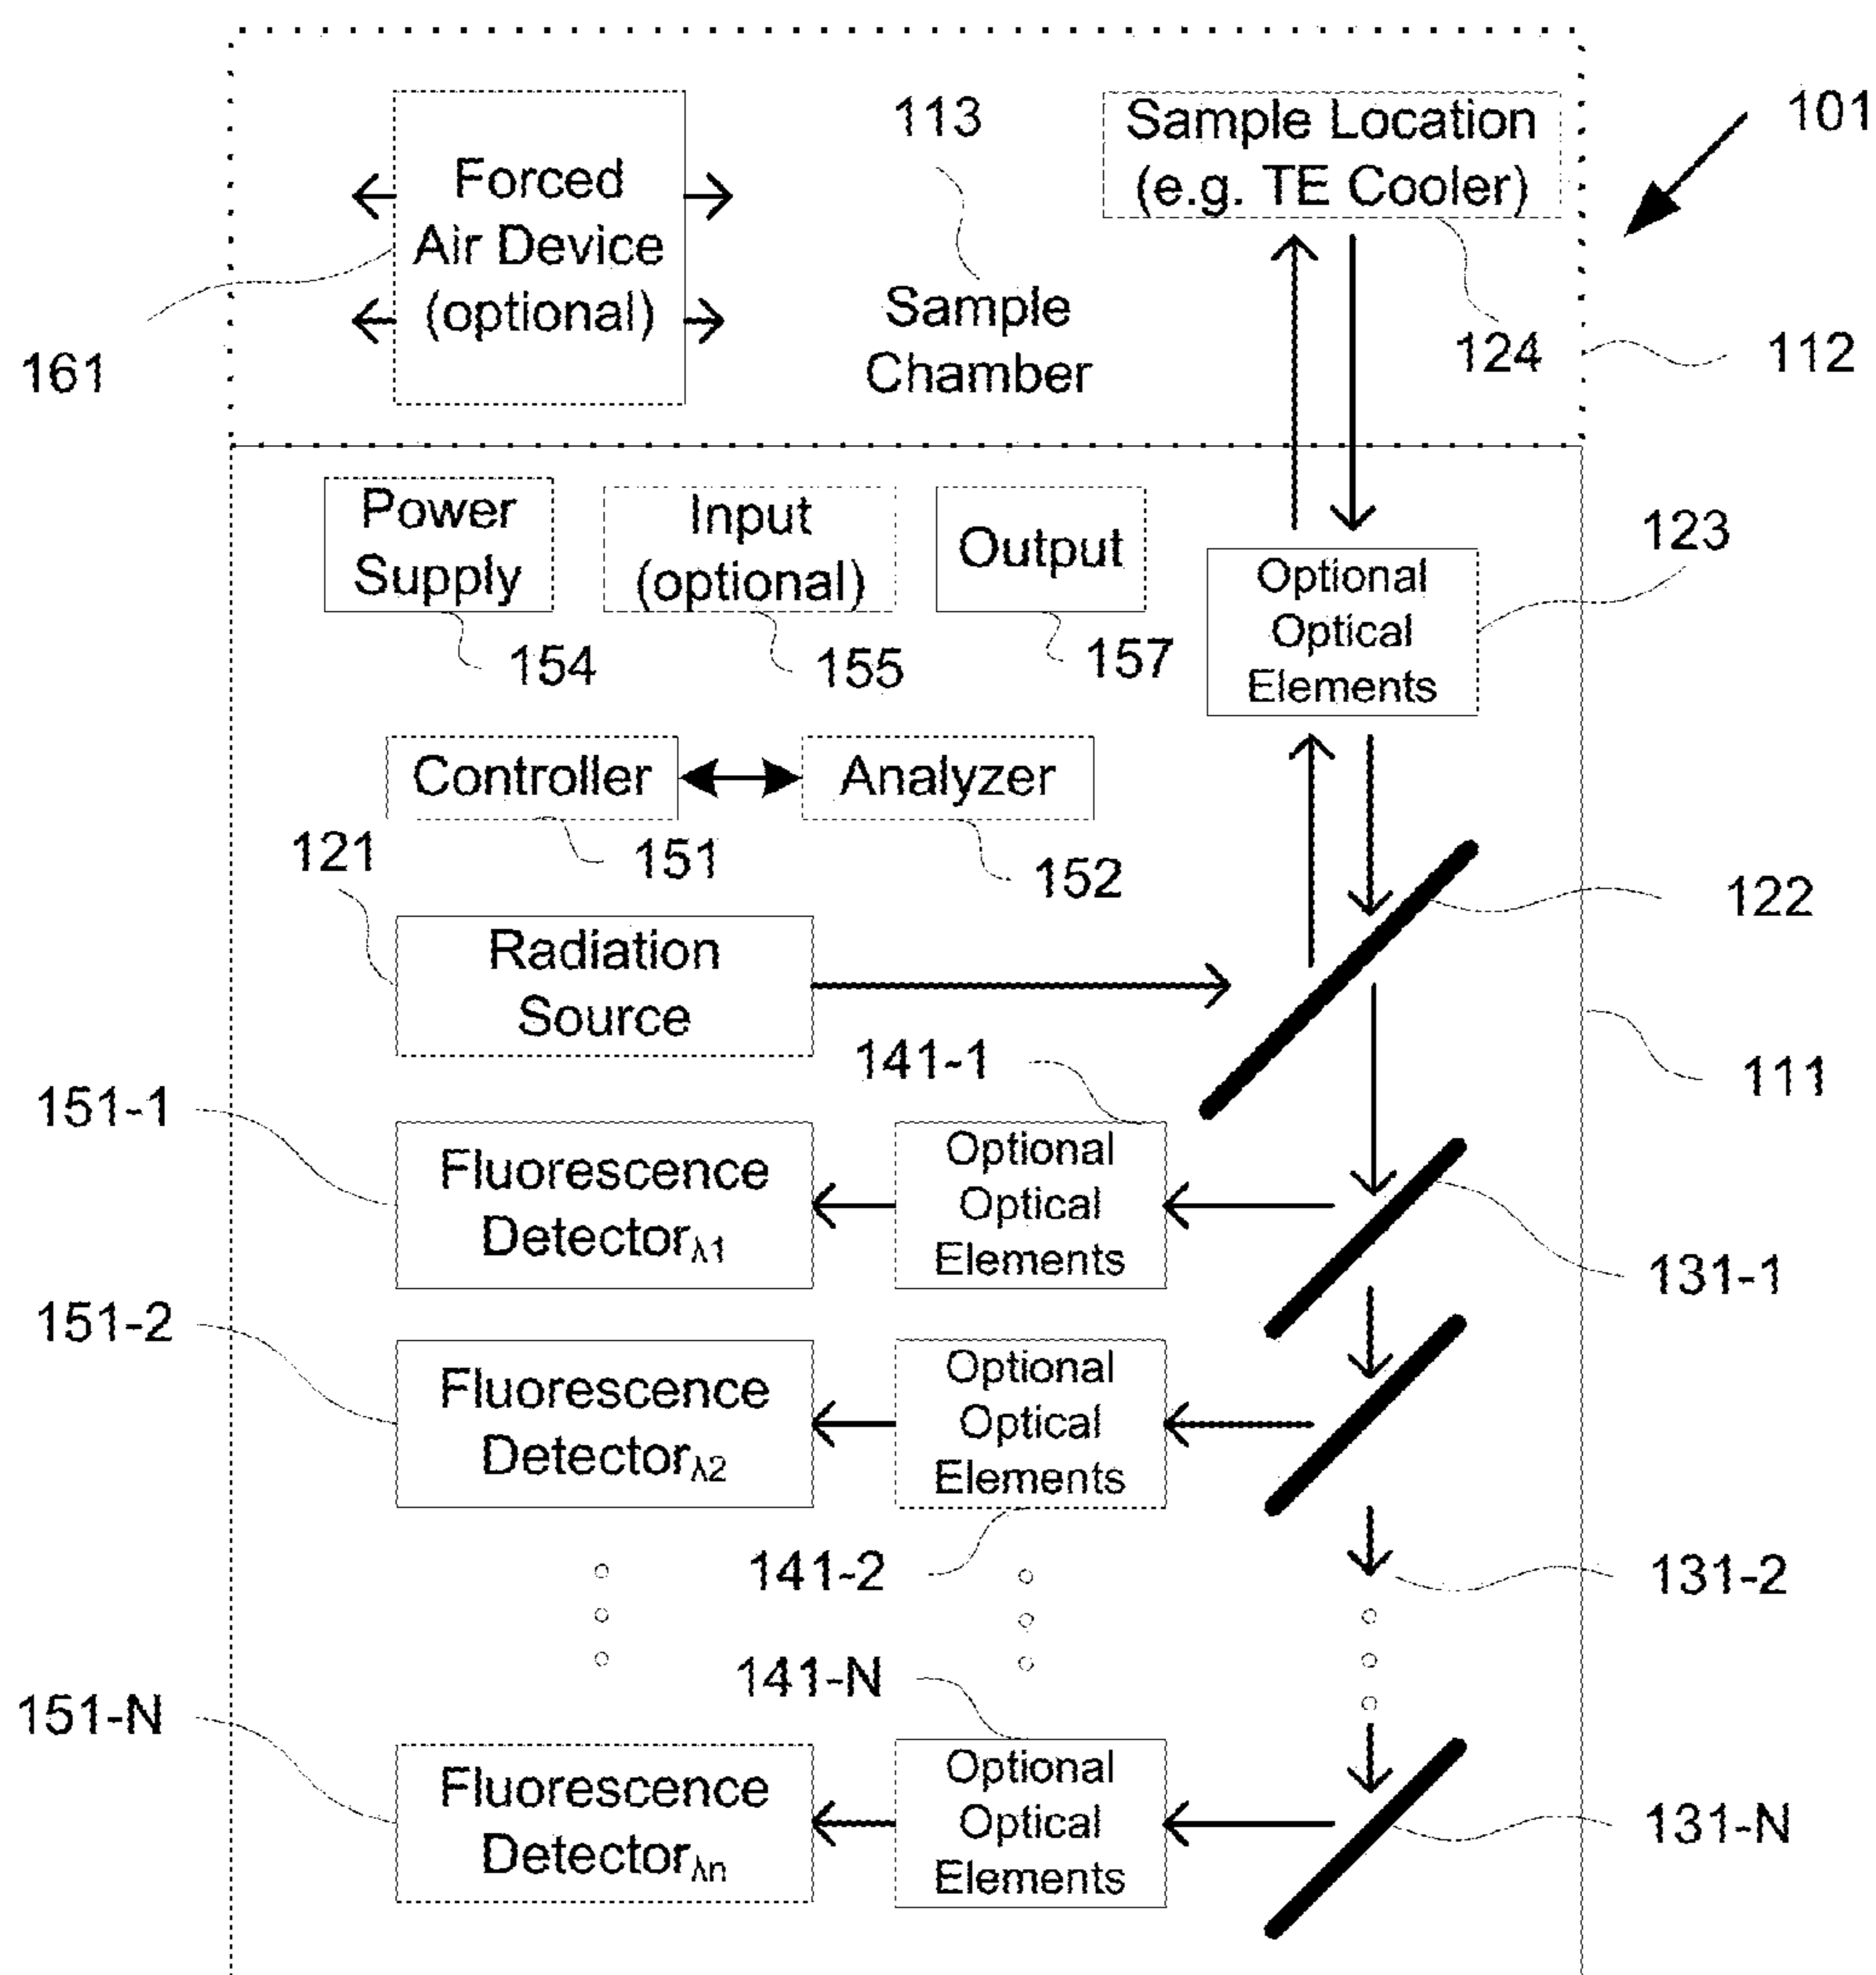 101
113
Sample Location
(e.g. TE Cooler)
Forced
Air Device
(optional)
Sample
Chamber
124
112
161
Power
Supply
Input
(optional)
Output
123
Optional
Optical
Elements
154
155
157
Controller
Analyzer
121
151
152
122
Radiation
Source
141-1
111
151-1
Fluorescence
Detectorλ1
Optional
Optical
Elements
131-1
151-2
Fluorescence
Detectorλ2
Optional
Optical
Elements
141-2
131-2
141-N
151-N
Fluorescence
Detectorλn
Optional
Optical
Elements
131-N